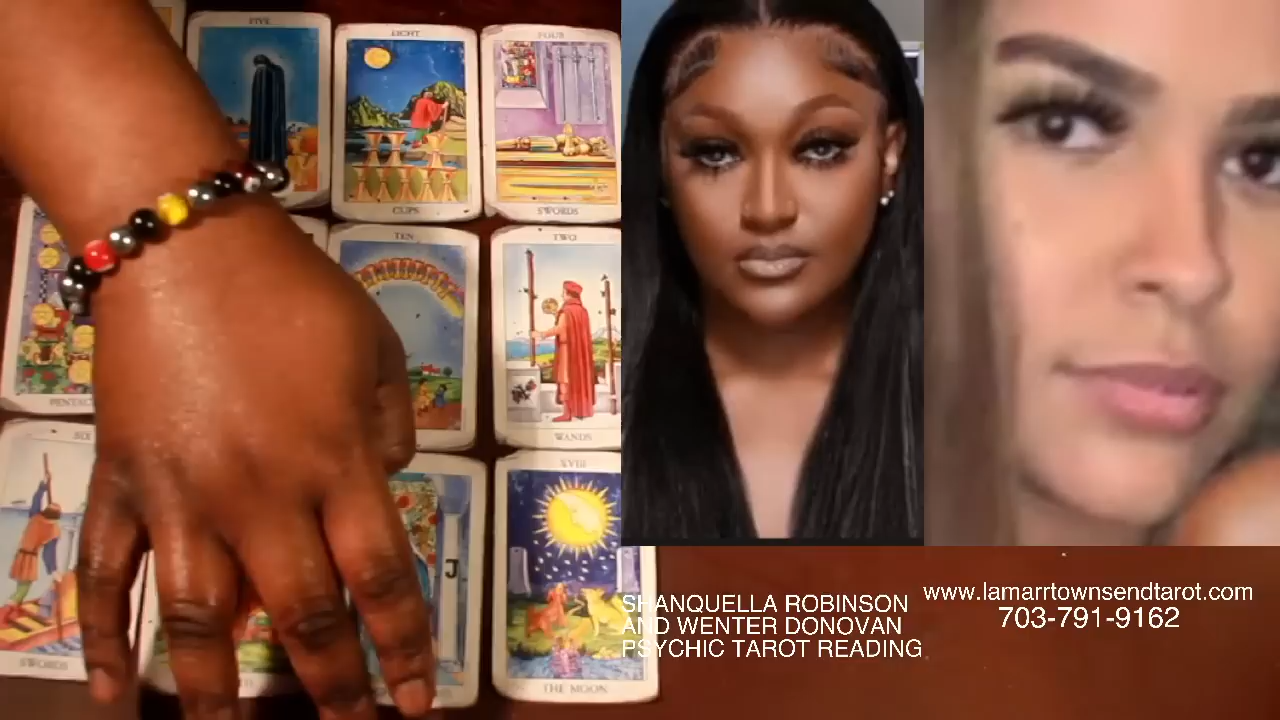 FIVE
EIGHT
FOUR
CUPS
SWORDS
TEN
TWO
PENTAC
WANDS
SIX
XVIII
J
SWORDS
THE MOON
SHANQUELLA ROBINSON
AND WENTER DONOVAN
PSYCHIC TAROT READING
www.lamarrtownsendtarot.com
703-791-9162